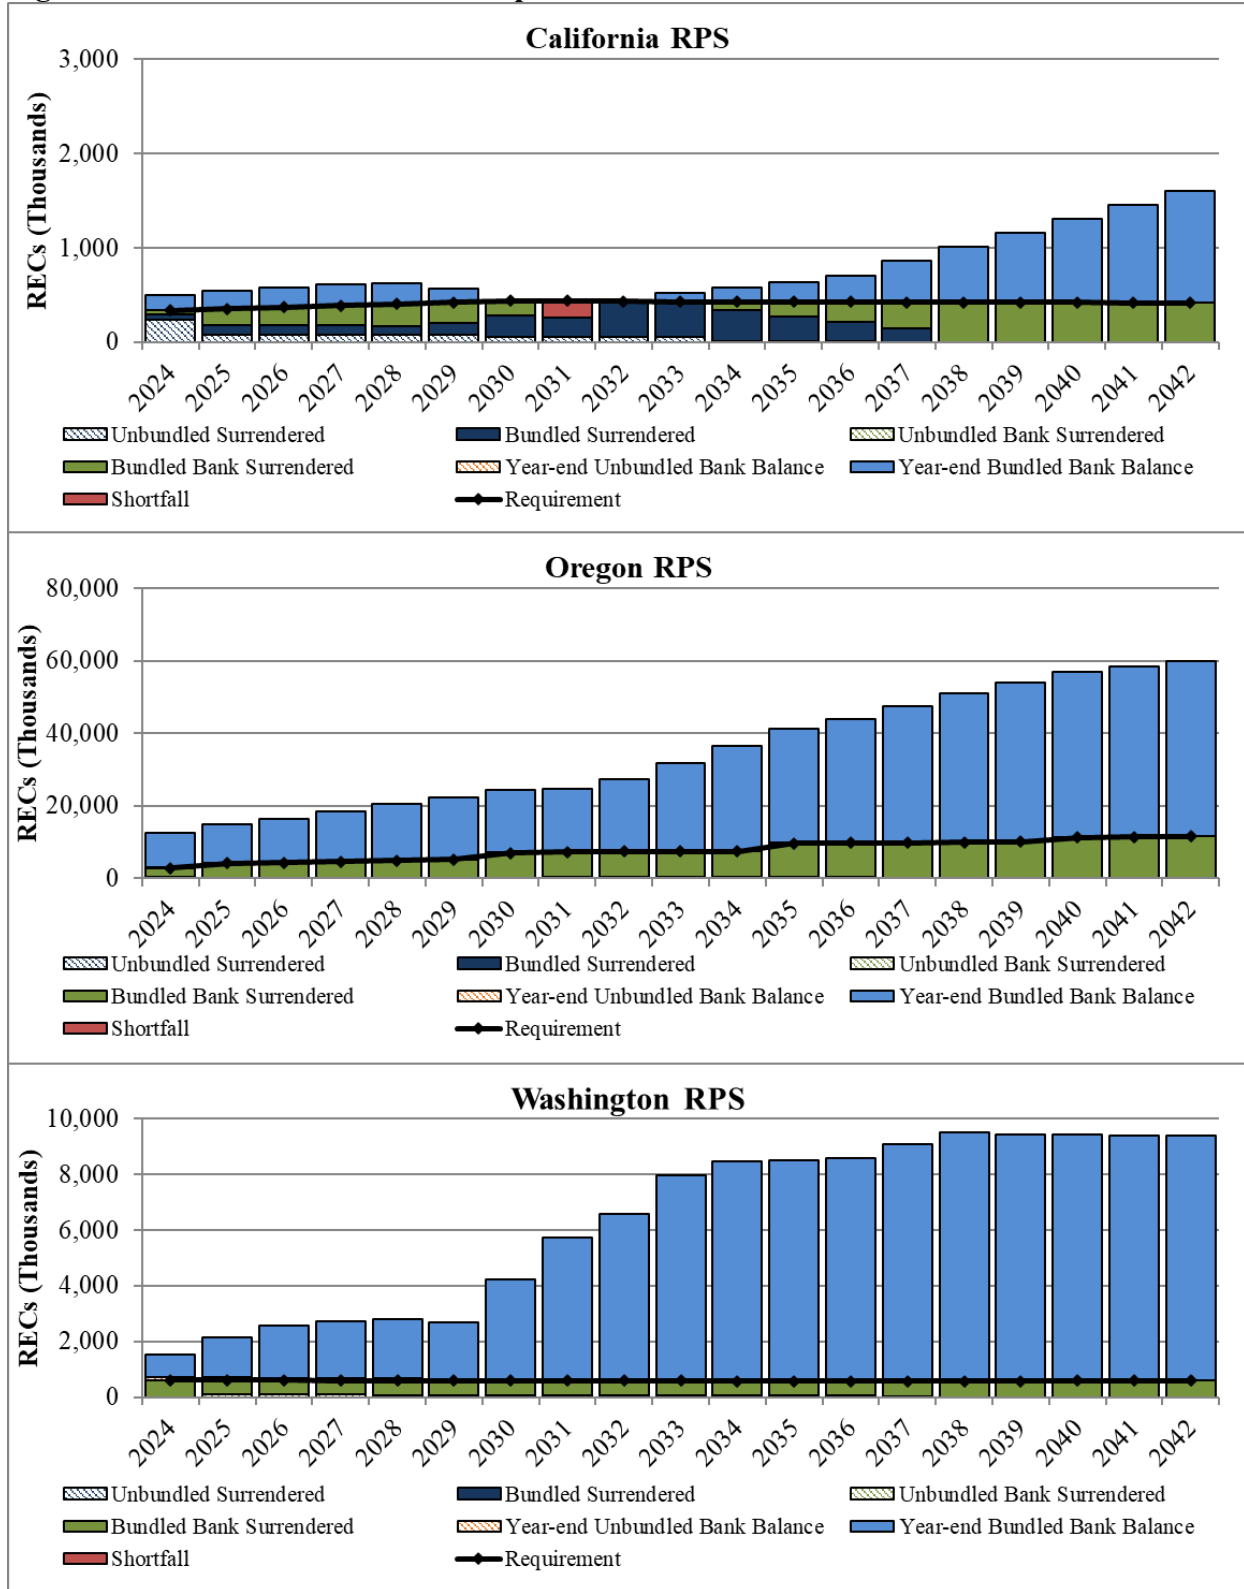 California RPS
RECs (Thousands)
3,000
2,000
1,000
0
2024 2025 2026 2027 2028 2029 2030 2031 2032 2033 2034 2035 2036 2037 2038 2039 2040 2041 2042
Unbundled Surrendered Bundled Surrendered Unbundled Bank Surrendered
Bundled Bank Surrendered Year-end Unbundled Bank Balance Year-end Bundled Bank Balance
Shortfall Requirement
Oregon RPS
RECs (Thousands)
80,000
60,000
40,000
20,000
0
2024 2025 2026 2027 2028 2029 2030 2031 2032 2033 2034 2035 2036 2037 2038 2039 2040 2041 2042
Unbundled Surrendered Bundled Surrendered Unbundled Bank Surrendered
Bundled Bank Surrendered Year-end Unbundled Bank Balance Year-end Bundled Bank Balance
Shortfall Requirement
Washington RPS
RECs (Thousands)
10,000
8,000
6,000
4,000
2,000
0
2024 2025 2026 2027 2028 2029 2030 2031 2032 2033 2034 2035 2036 2037 2038 2039 2040 2041 2042
Unbundled Surrendered Bundled Surrendered Unbundled Bank Surrendered
Bundled Bank Surrendered Year-end Unbundled Bank Balance Year-end Bundled Bank Balance
Shortfall Requirement